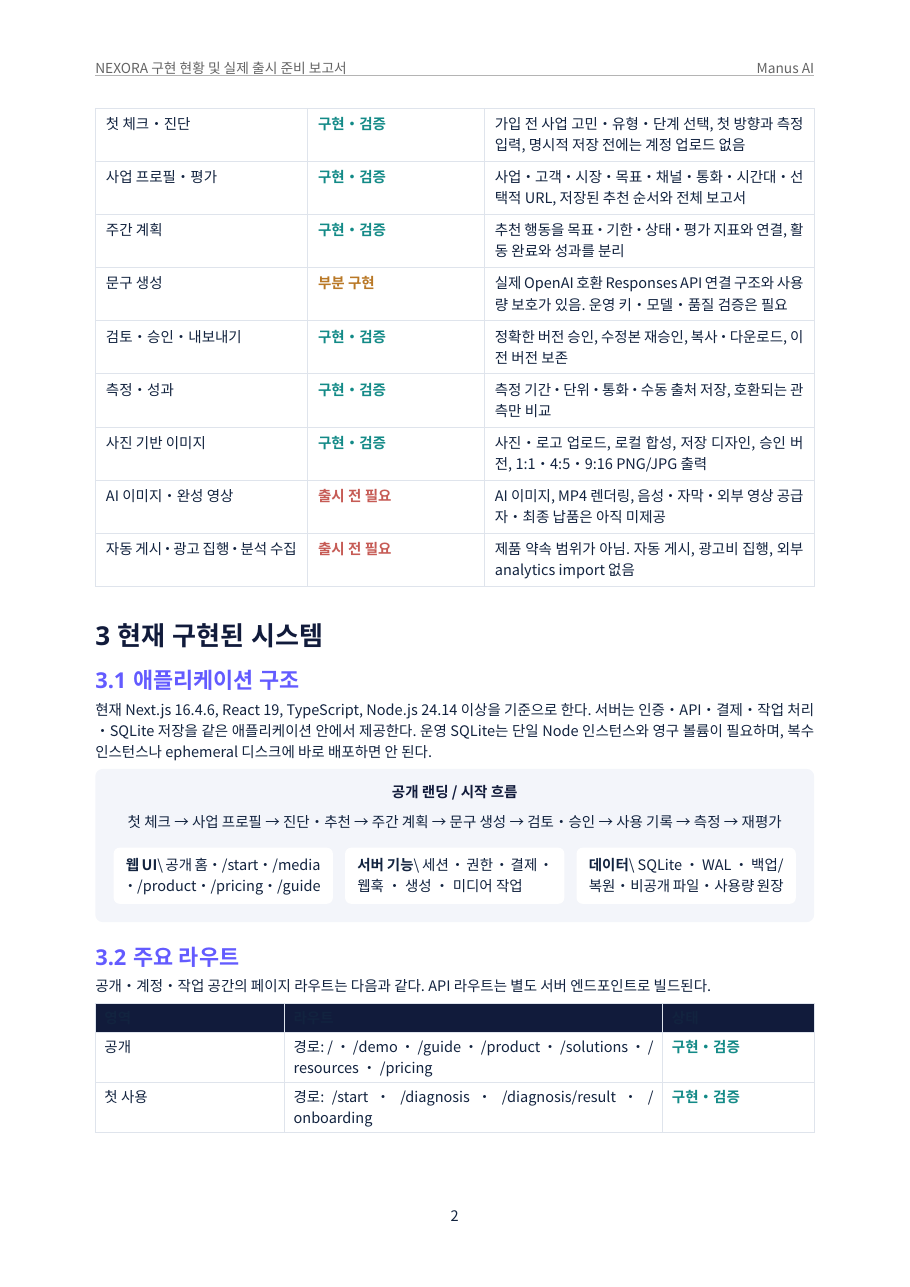 NEXORA 구현 현황 및 실제 출시 준비 보고서 Manus AI
첫 체크・진단 구현・검증 가입 전 사업 고민・유형・단계 선택, 첫 방향과 측정
입력, 명시적 저장 전에는 계정 업로드 없음
사업 프로필・평가 구현・검증 사업・고객・시장・목표・채널・통화・시간대・선
택적 URL, 저장된 추천 순서와 전체 보고서
주간 계획 구현・검증 추천 행동을 목표・기한・상태・평가 지표와 연결, 활
동 완료와 성과를 분리
문구 생성 부분 구현 실제 OpenAI 호환 Responses API 연결 구조와 사용
량 보호가 있음. 운영 키・모델・품질 검증은 필요
검토・승인・내보내기 구현・검증 정확한 버전 승인, 수정본 재승인, 복사・다운로드, 이
전 버전 보존
측정・성과 구현・검증 측정 기간・단위・통화・수동 출처 저장, 호환되는 관
측만 비교
사진 기반 이미지 구현・검증 사진・로고 업로드, 로컬 합성, 저장 디자인, 승인 버
전, 1:1・4:5・9:16 PNG/JPG 출력
AI 이미지・완성 영상 출시 전 필요 AI 이미지, MP4 렌더링, 음성・자막・외부 영상 공급
자・최종 납품은 아직 미제공
자동 게시・광고 집행・분석 수집 출시 전 필요 제품 약속 범위가 아님. 자동 게시, 광고비 집행, 외부
analytics import 없음
3 현재 구현된 시스템
3.1 애플리케이션 구조
현재 Next.js 16.4.6, React 19, TypeScript, Node.js 24.14 이상을 기준으로 한다. 서버는 인증・API・결제・작업 처리
・SQLite 저장을 같은 애플리케이션 안에서 제공한다. 운영 SQLite는 단일 Node 인스턴스와 영구 볼륨이 필요하며, 복수
인스턴스나 ephemeral 디스크에 바로 배포하면 안 된다.
공개 랜딩 / 시작 흐름
첫 체크 → 사업 프로필 → 진단・추천 → 주간 계획 → 문구 생성 → 검토・승인 → 사용 기록 → 측정 → 재평가
웹 UI\ 공개 홈・/start・/media
・/product・/pricing・/guide
서버 기능\ 세션・권한・결제・
웹훅・생성・미디어 작업
데이터\ SQLite・WAL・백업/
복원・비공개 파일・사용량 원장
3.2 주요 라우트
공개・계정・작업 공간의 페이지 라우트는 다음과 같다. API 라우트는 별도 서버 엔드포인트로 빌드된다.
라우트 상태
공개 경로: /・/demo・/guide・/product・/solutions・/ 구현・검증
resources・/pricing
첫 사용 경로: /start・/diagnosis・/diagnosis/result・/ 구현・검증
onboarding
2